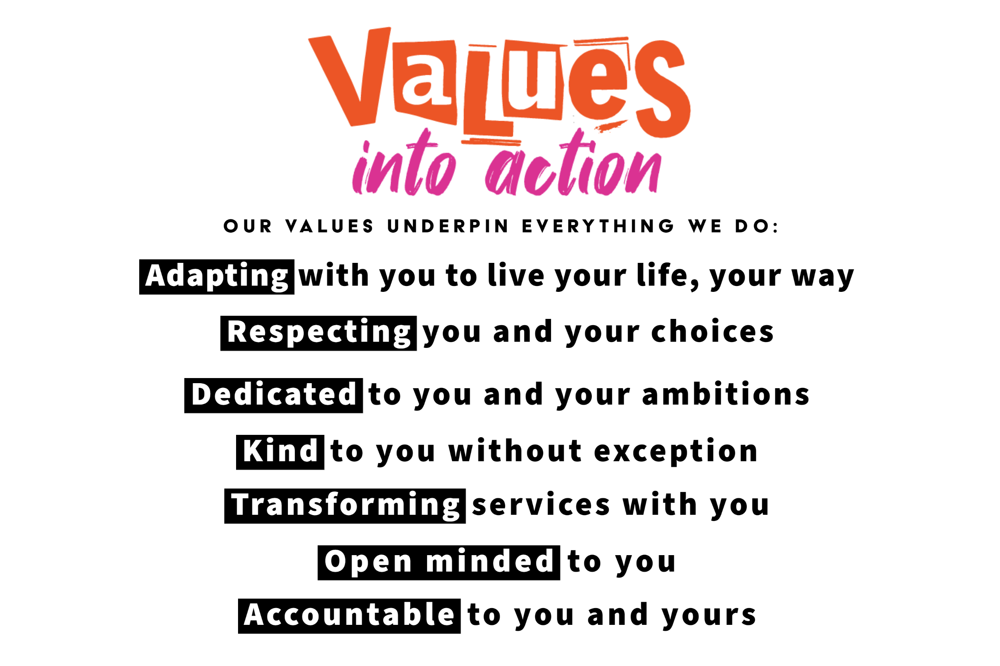 VaLues
into action
OUR VALUES UNDERPIN EVERYTHING WE DO:
Adapting with you to live your life, your way
Respecting you and your choices
Dedicated to you and your ambitions
Kind to you without exception
Transforming services with you
Open minded to you
Accountable to you and yours